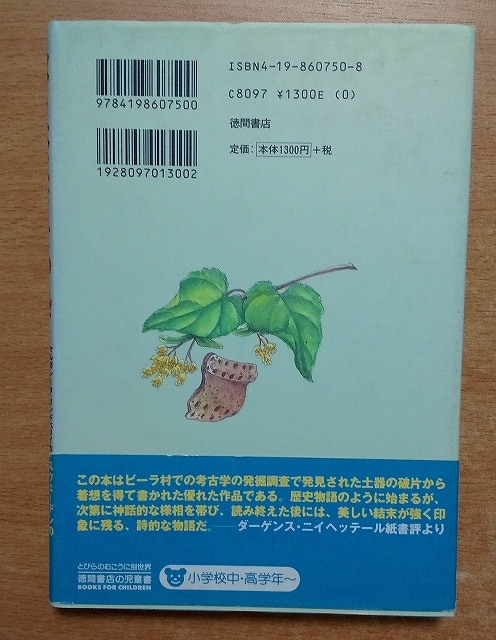 ISBN4-19-860750-8
C8097 ¥1300E (0)
9784198607500
徳間書店
定価: 本体1300円+税
1928097013002
この本はビーラ村での考古学の発掘調査で発見された土器の破片から
着想を得て書かれた優れた作品である。歴史物語のように始まるが、
次第に神話的な様相を帯び、読み終えた後には、美しい結末が強く印
象に残る、詩的な物語だ。——ダーゲンス・ニイヘッテール紙書評より
とびらのむこうに別世界
徳間書店の児童書
BOOKS FOR CHILDREN
小学校中・高学年〜